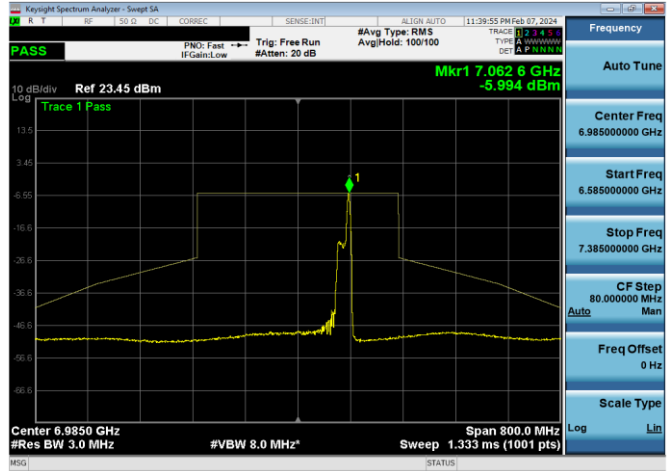 Keysight Spectrum Analyzer - Swept SA
R T RF 50 Ω DC CORREC SENSE:INT ALIGN AUTO 11:39:55 PM Feb 07, 2024
PASS
PNO: Fast
IFGain:Low
Trig: Free Run
#Atten: 20 dB
#Avg Type: RMS
Avg|Hold: 100/100
TRACE 1 2 3 4 5 6
TYPE A WWWWW
DET A P N N N N
Mkr1 7.062 6 GHz
-5.994 dBm
10 dB/div
Log
Ref 23.45 dBm
Trace 1 Pass
13.5
3.45
-6.55
-16.6
-26.6
-36.6
-46.6
-56.6
-66.6
1
Center 6.9850 GHz
#Res BW 3.0 MHz
#VBW 8.0 MHz*
Span 800.0 MHz
Sweep 1.333 ms (1001 pts)
MSG
STATUS
Frequency
Auto Tune
Center Freq
6.985000000 GHz
Start Freq
6.585000000 GHz
Stop Freq
7.385000000 GHz
CF Step
80.000000 MHz
Auto Man
Freq Offset
0 Hz
Scale Type
Log Lin